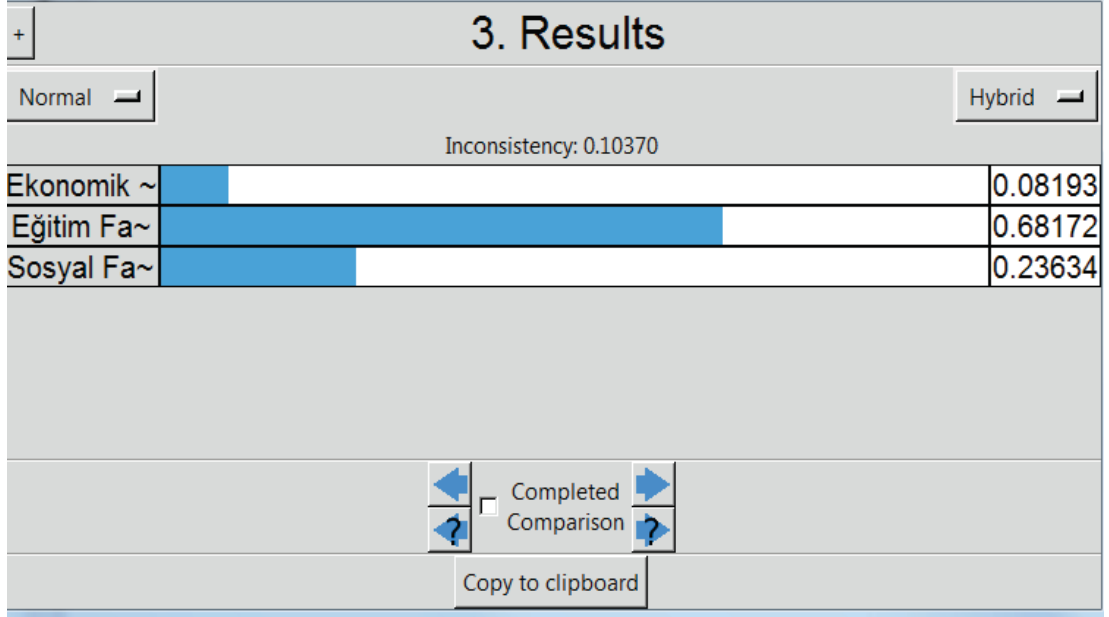 +
3. Results
Normal
Hybrid
Inconsistency: 0.10370
Ekonomik ~ 0.08193
Eğitim Fa~ 0.68172
Sosyal Fa~ 0.23634
Completed
Comparison
? ?
Copy to clipboard